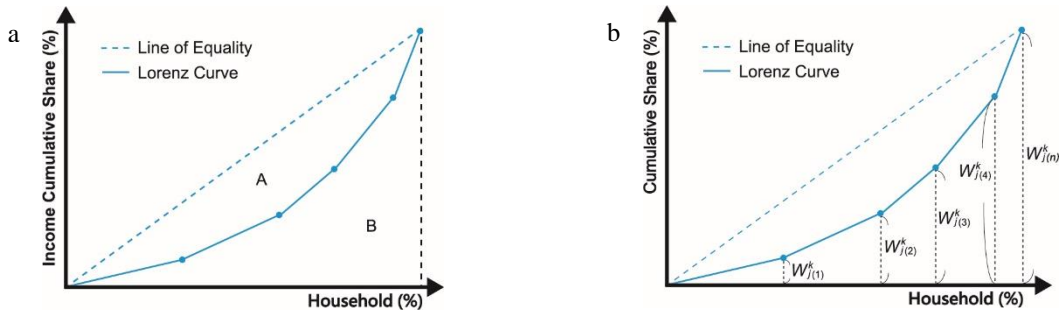 a
Income Cumulative Share (%)
Line of Equality
Lorenz Curve
A
B
Household (%)
b
Cumulative Share (%)
Line of Equality
Lorenz Curve
W^k_{j(1)}
W^k_{j(2)}
W^k_{j(3)}
W^k_{j(4)}
W^k_{j(n)}
Household (%)